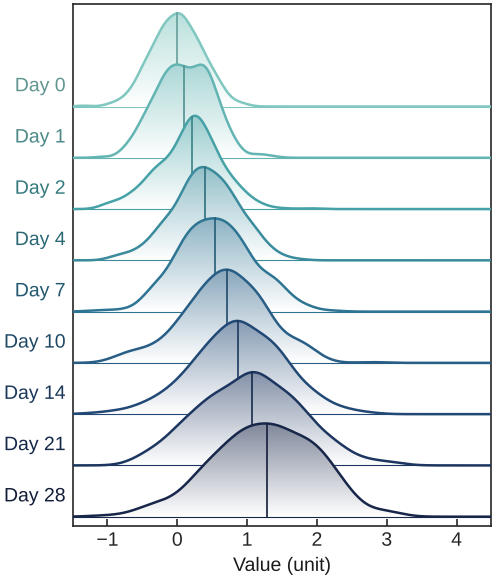 Day 0
Day 1
Day 2
Day 4
Day 7
Day 10
Day 14
Day 21
Day 28
−1 0 1 2 3 4
Value (unit)